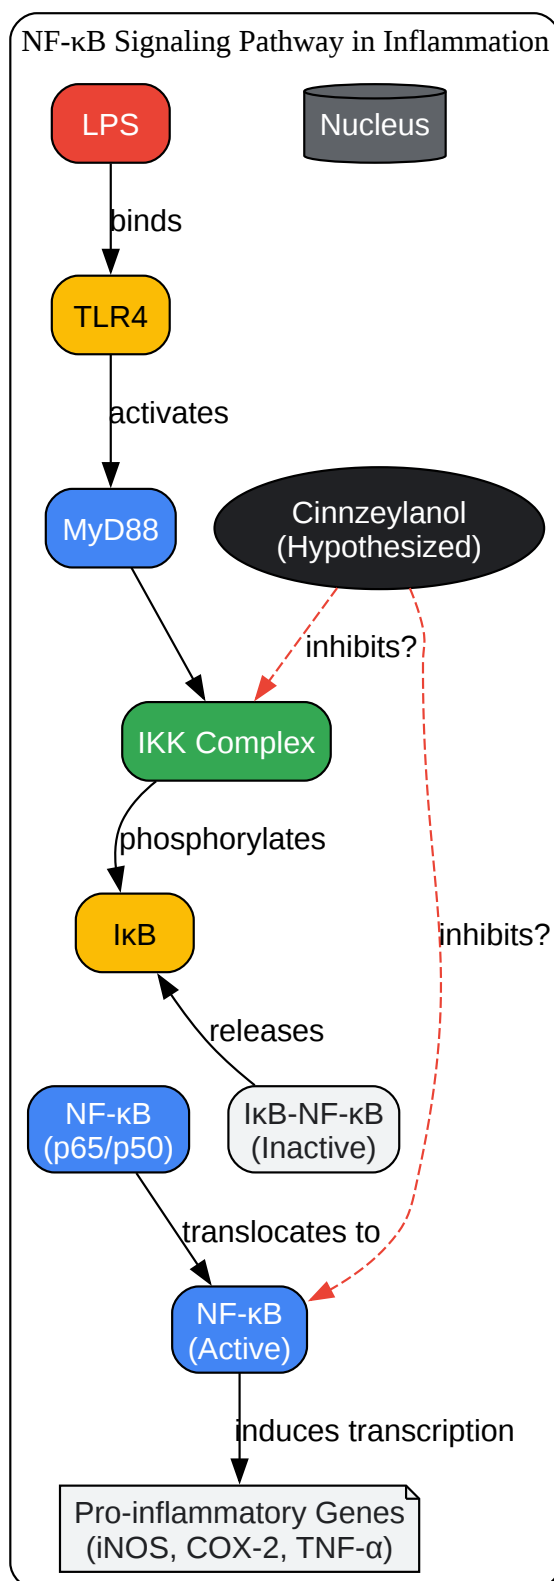 NF-κB Signaling Pathway in Inflammation
LPS
Nucleus
binds
TLR4
activates
MyD88
Cinnzeylanol
(Hypothesized)
inhibits?
IKK Complex
phosphorylates
IκB
inhibits?
releases
NF-κB
(p65/p50)
IκB-NF-κB
(Inactive)
translocates to
NF-κB
(Active)
induces transcription
Pro-inflammatory Genes
(iNOS, COX-2, TNF-α)